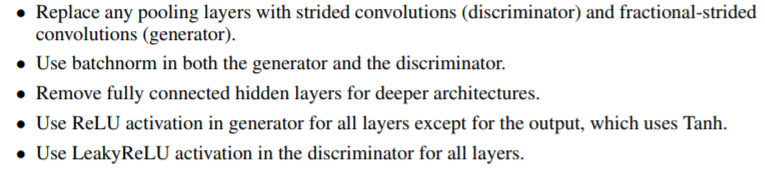 • Replace any pooling layers with strided convolutions (discriminator) and fractional-strided
convolutions (generator).
• Use batchnorm in both the generator and the discriminator.
• Remove fully connected hidden layers for deeper architectures.
• Use ReLU activation in generator for all layers except for the output, which uses Tanh.
• Use LeakyReLU activation in the discriminator for all layers.